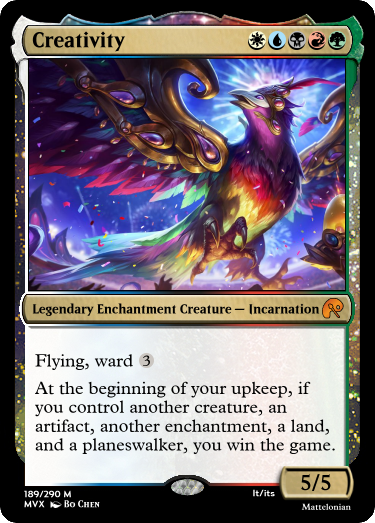 Creativity
Legendary Enchantment Creature — Incarnation
Flying, ward 3
At the beginning of your upkeep, if
you control another creature, an
artifact, another enchantment, a land,
and a planeswalker, you win the game.
5/5
189/290 M
It/its
MVX Bo Chen
Mattelonian